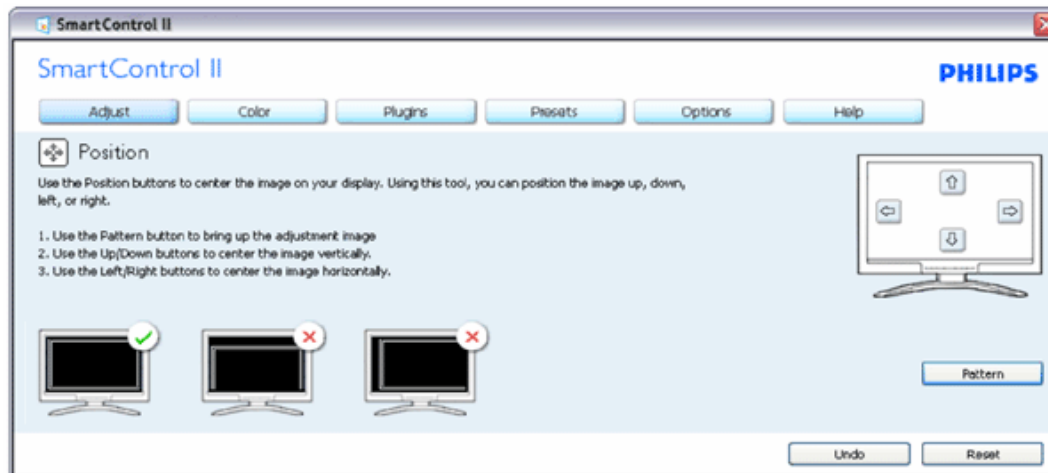 SmartControl II
SmartControl II
PHILIPS
Adjust Color Plugins Presets Options Help
Position
Use the Position buttons to center the image on your display. Using this tool, you can position the image up, down,
left, or right.
1. Use the Pattern button to bring up the adjustment image
2. Use the Up/Down buttons to center the image vertically.
3. Use the Left/Right buttons to center the image horizontally.
Pattern
Undo Reset